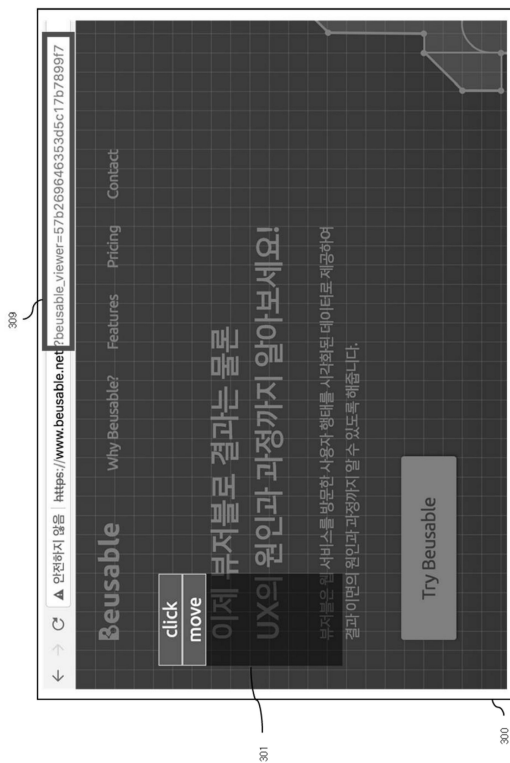 ← → C ▲ 안전하지 않음 | https://www.beusable.net/?beusable_viewer=57b269646353d5c17b7899f7
Beusable Why Beusable? Features Pricing Contact
click
move
이제 뷰저블로 결과는 물론
UX의 원인과 과정까지 알아보세요!
뷰저블은 웹 서비스를 방문한 사용자 행태를 시각화된 데이터로 제공하여
결과 이면의 원인과 과정까지 알 수 있도록 해줍니다.
Try Beusable
309
301
300